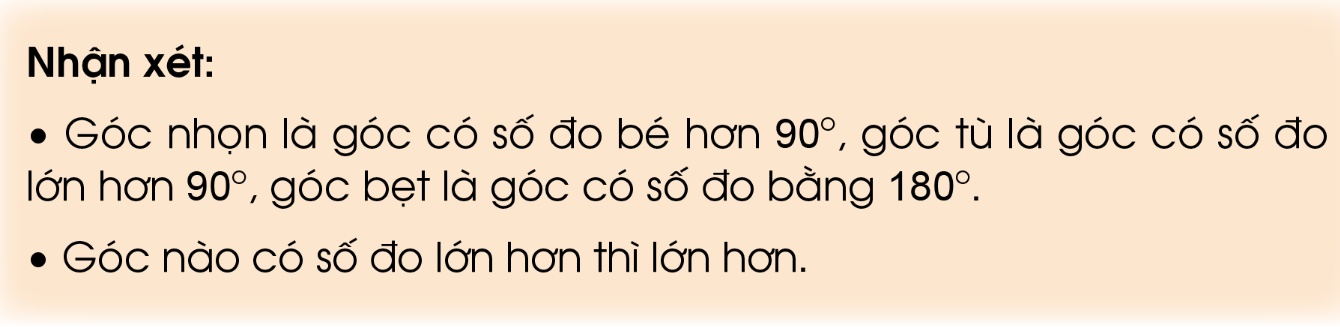 Nhận xét:
• Góc nhọn là góc có số đo bé hơn 90°, góc tù là góc có số đo
lớn hơn 90°, góc bẹt là góc có số đo bằng 180°.
• Góc nào có số đo lớn hơn thì lớn hơn.